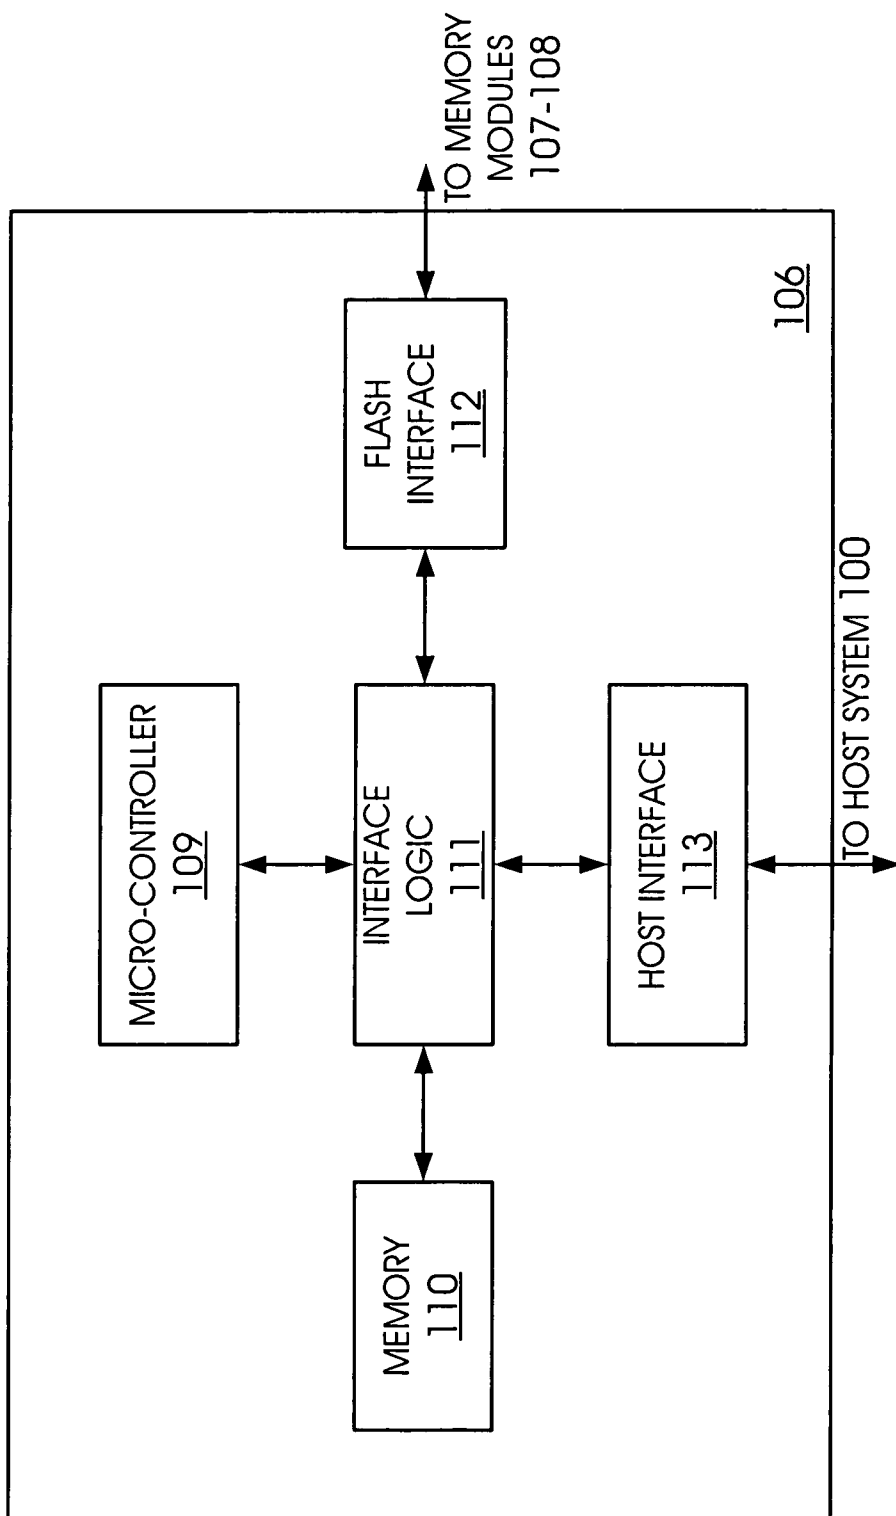 MICRO-CONTROLLER
109
MEMORY
110
INTERFACE
LOGIC
111
FLASH
INTERFACE
112
TO MEMORY
MODULES
107-108
HOST INTERFACE
113
106
TO HOST SYSTEM 100